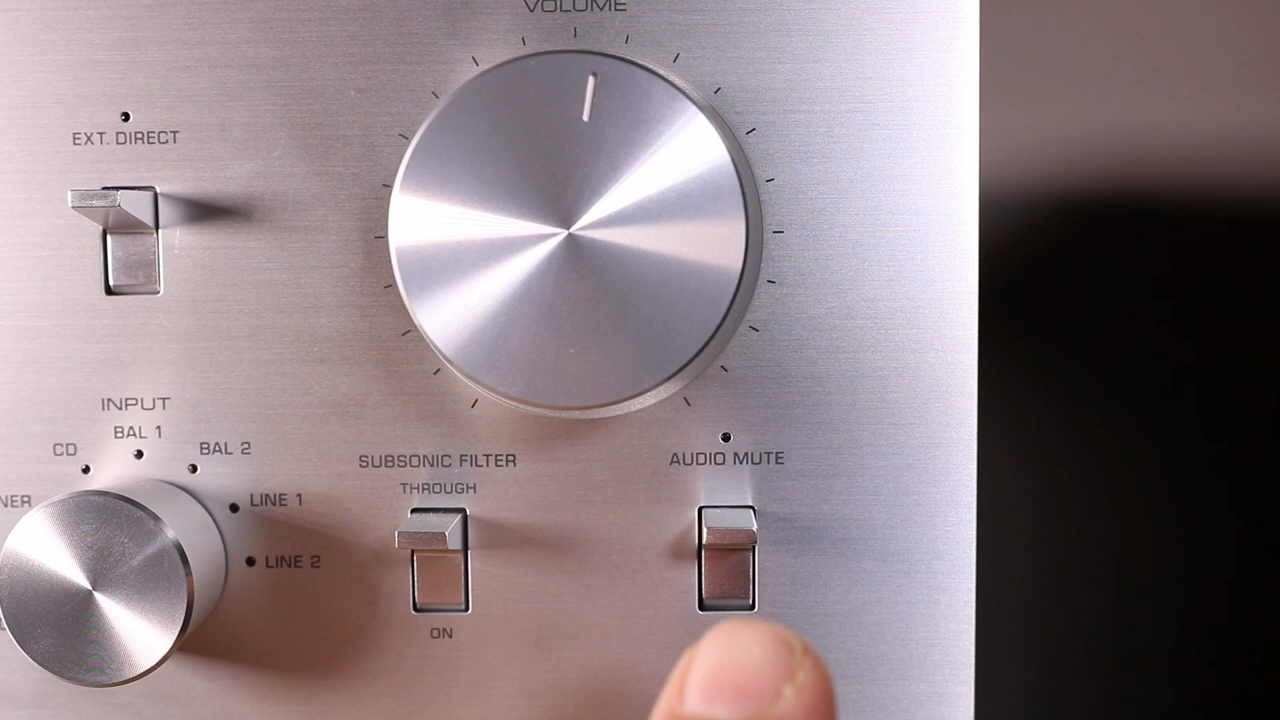 VOLUME
EXT. DIRECT
INPUT
BAL 1
CD
BAL 2
LINE 1
LINE 2
SUBSONIC FILTER
THROUGH
ON
AUDIO MUTE